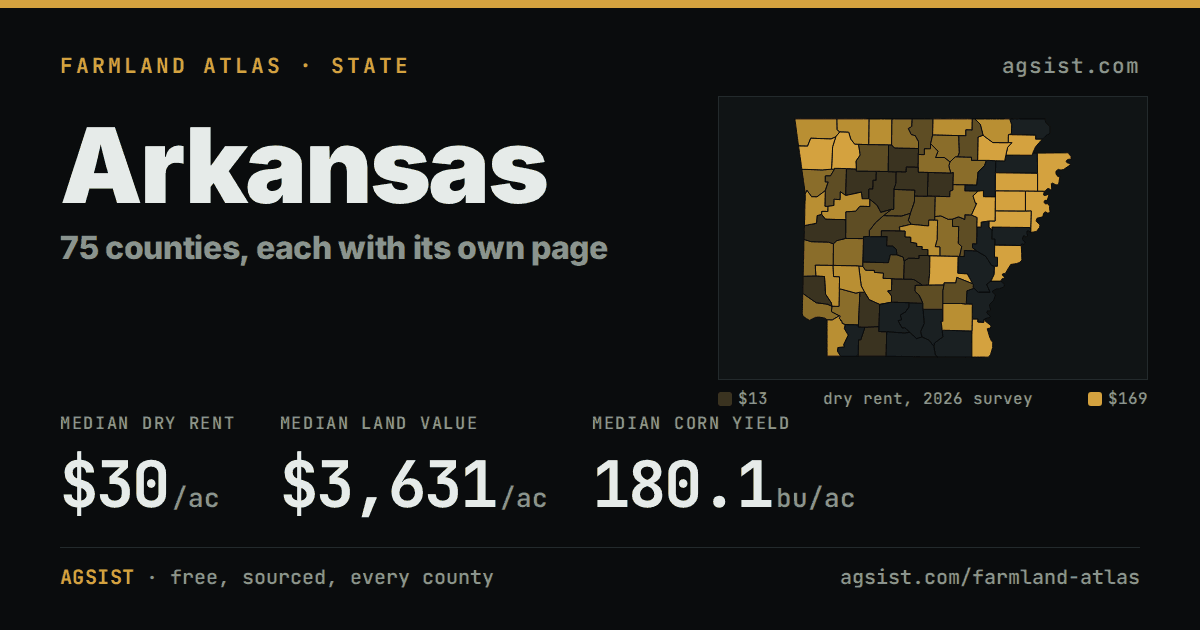 FARMLAND ATLAS · STATE
agsist.com
Arkansas
75 counties, each with its own page
$13
dry rent, 2026 survey
$169
MEDIAN DRY RENT
MEDIAN LAND VALUE
MEDIAN CORN YIELD
$30/ac
$3,631/ac
180.1bu/ac
AGSIST · free, sourced, every county
agsist.com/farmland-atlas